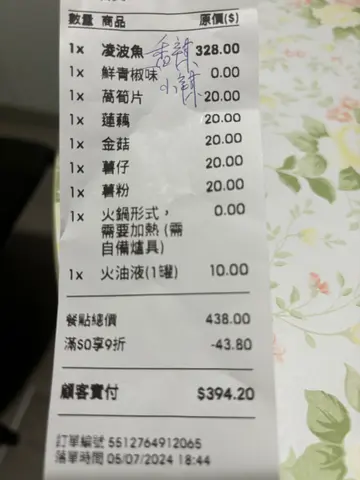 數量 商品 原價($)
1x 凌波魚 香辣 328.00
1x 鮮青椒味 小辣 0.00
1x 萵筍片 20.00
1x 蓮藕 20.00
1x 金菇 20.00
1x 薯仔 20.00
1x 薯粉 20.00
1x 火鍋形式, 0.00
需要加熱 (需
自備爐具)
1x 火油液(1罐) 10.00
餐點總價 438.00
滿$0享9折 -43.80
顧客實付 $394.20
訂單編號 5512764912065
落單時間 05/07/2024 18:44